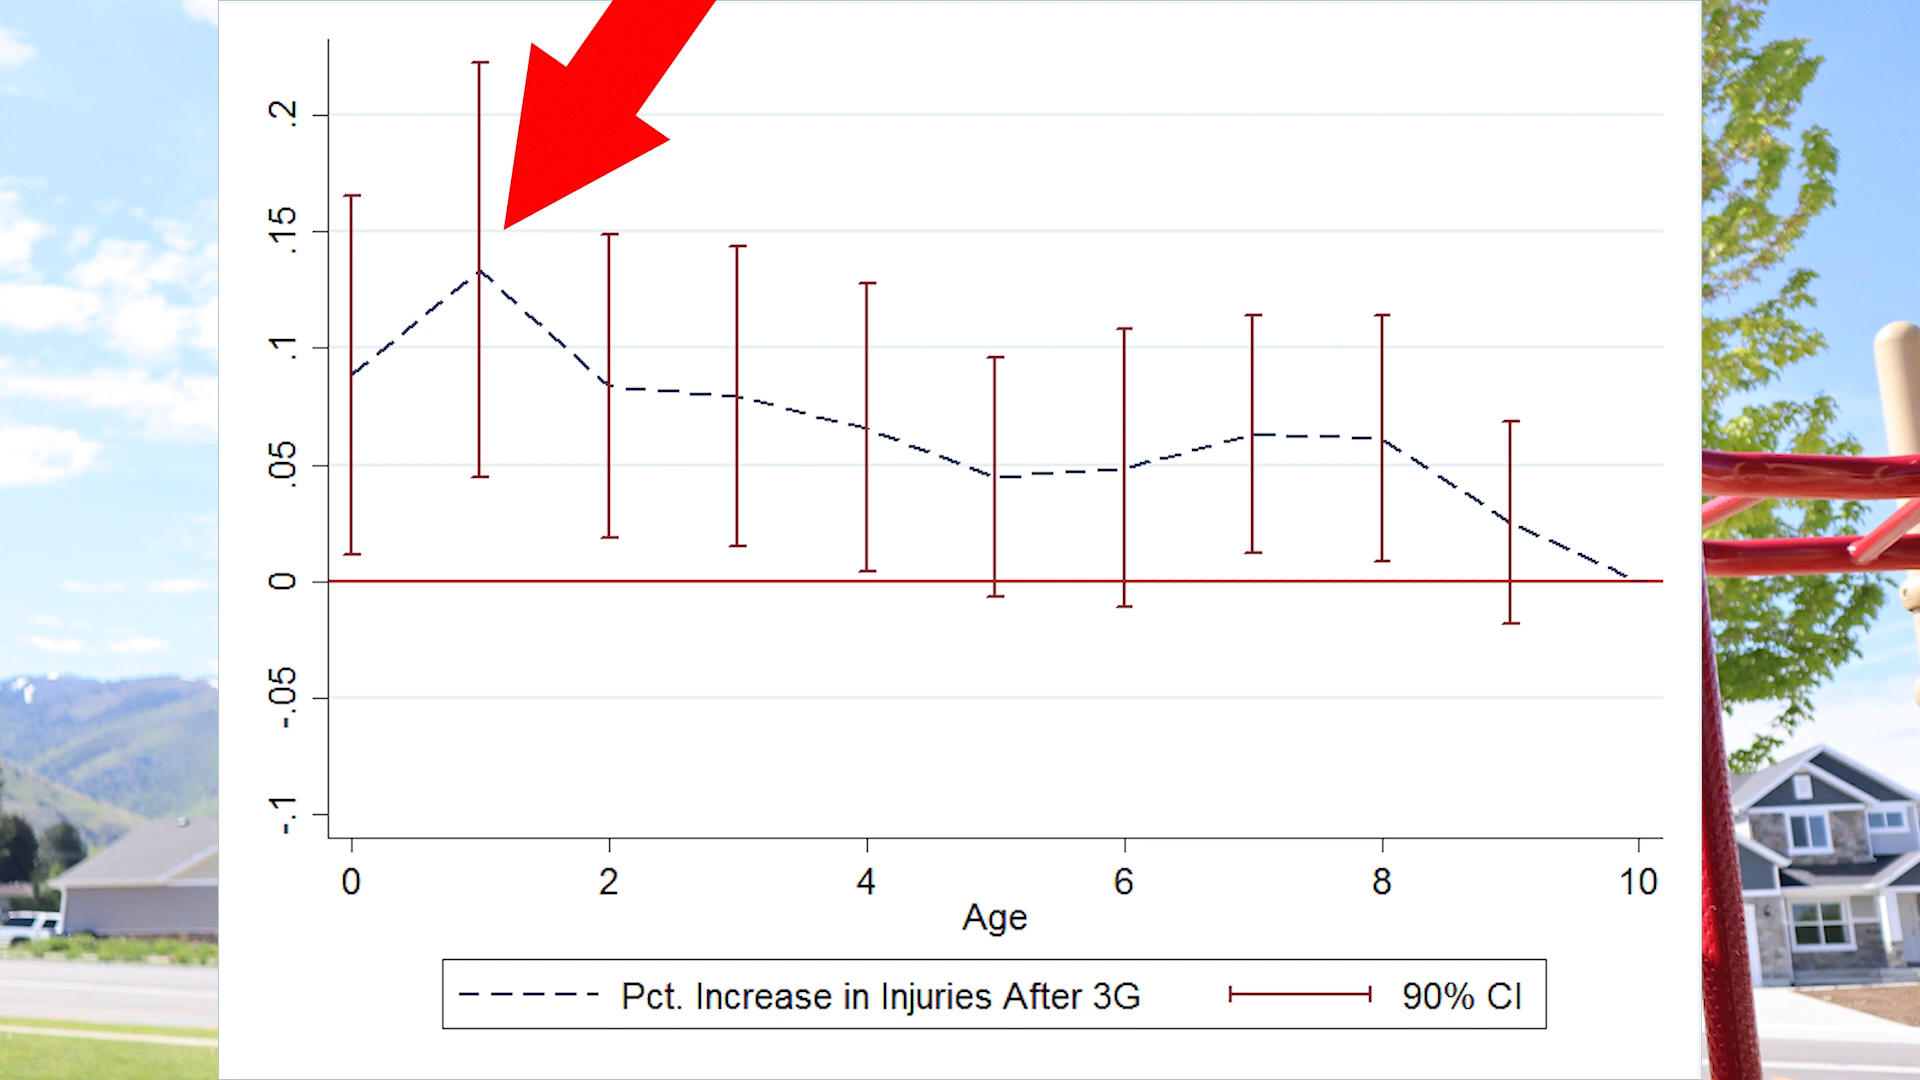 .2
.15
.1
.05
0
-.05
-.1
0 2 4 6 8 10
Age
Pct. Increase in Injuries After 3G 90% CI